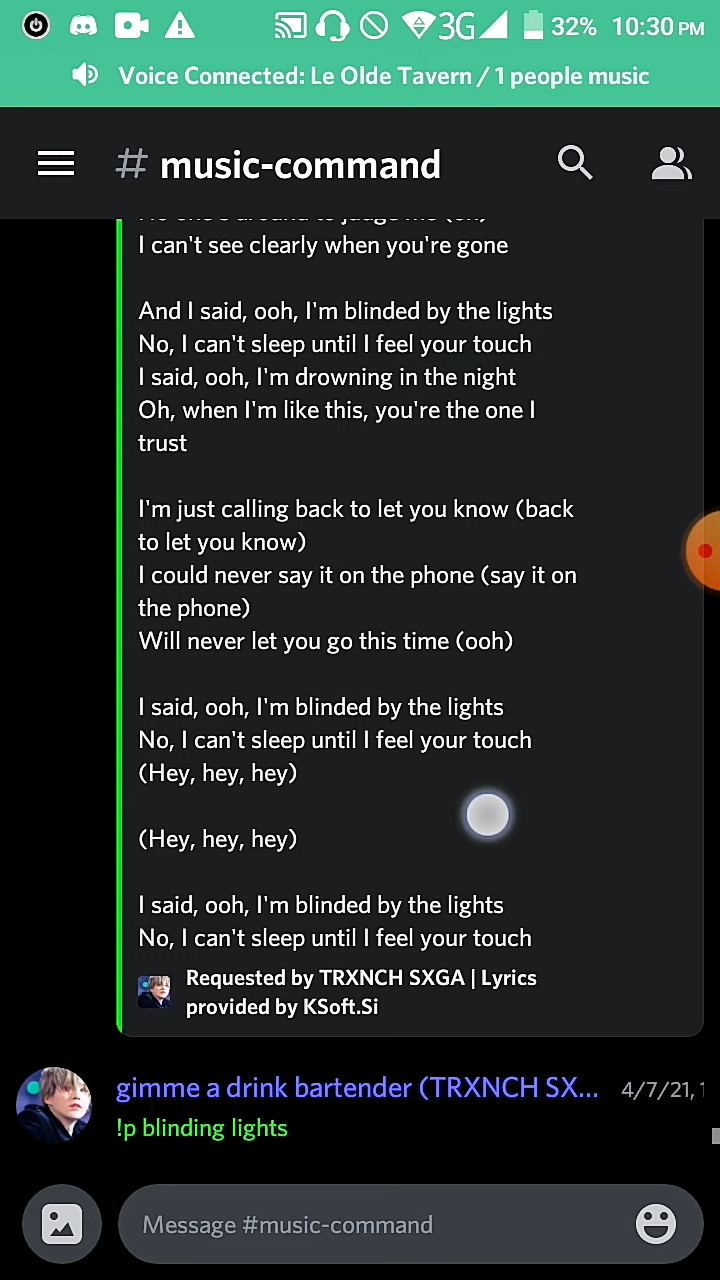 3G 32% 10:30 PM
Voice Connected: Le Olde Tavern / 1 people music
# music-command
I can't see clearly when you're gone
And I said, ooh, I'm blinded by the lights
No, I can't sleep until I feel your touch
I said, ooh, I'm drowning in the night
Oh, when I'm like this, you're the one I
trust
I'm just calling back to let you know (back
to let you know)
I could never say it on the phone (say it on
the phone)
Will never let you go this time (ooh)
I said, ooh, I'm blinded by the lights
No, I can't sleep until I feel your touch
(Hey, hey, hey)
(Hey, hey, hey)
I said, ooh, I'm blinded by the lights
No, I can't sleep until I feel your touch
Requested by TRXNCH SXGA | Lyrics
provided by KSoft.Si
gimme a drink bartender (TRXNCH SX... 4/7/21,
!p blinding lights
Message #music-command